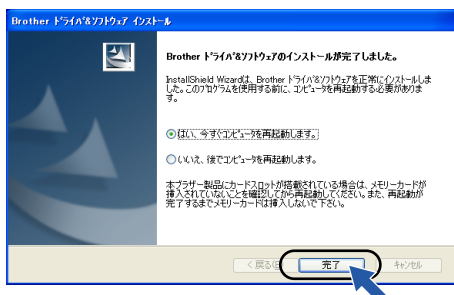 Brother ﾄﾞﾗｲﾊﾞ&ｿﾌﾄｳｪｱ ｲﾝｽﾄｰﾙ
Brother ﾄﾞﾗｲﾊﾞ&ｿﾌﾄｳｪｱのインストールが完了しました。
InstallShield Wizardは、Brother ﾄﾞﾗｲﾊﾞ&ｿﾌﾄｳｪｱを正常にｲﾝｽﾄｰﾙしま
した。このﾌﾟﾛｸﾞﾗﾑを使用する前に、ｺﾝﾋﾟｭｰﾀを再起動する必要がありま
す。
はい、今すぐｺﾝﾋﾟｭｰﾀを再起動します。
いいえ、後でｺﾝﾋﾟｭｰﾀを再起動します。
本ブラザー製品にカードスロットが搭載されている場合は、メモリーカードが
挿入されていないことを確認してから再起動してください。また、再起動が
完了するまでメモリーカードは挿入しないで下さい。
< 戻る(B) 完了 ｷｬﾝｾﾙ